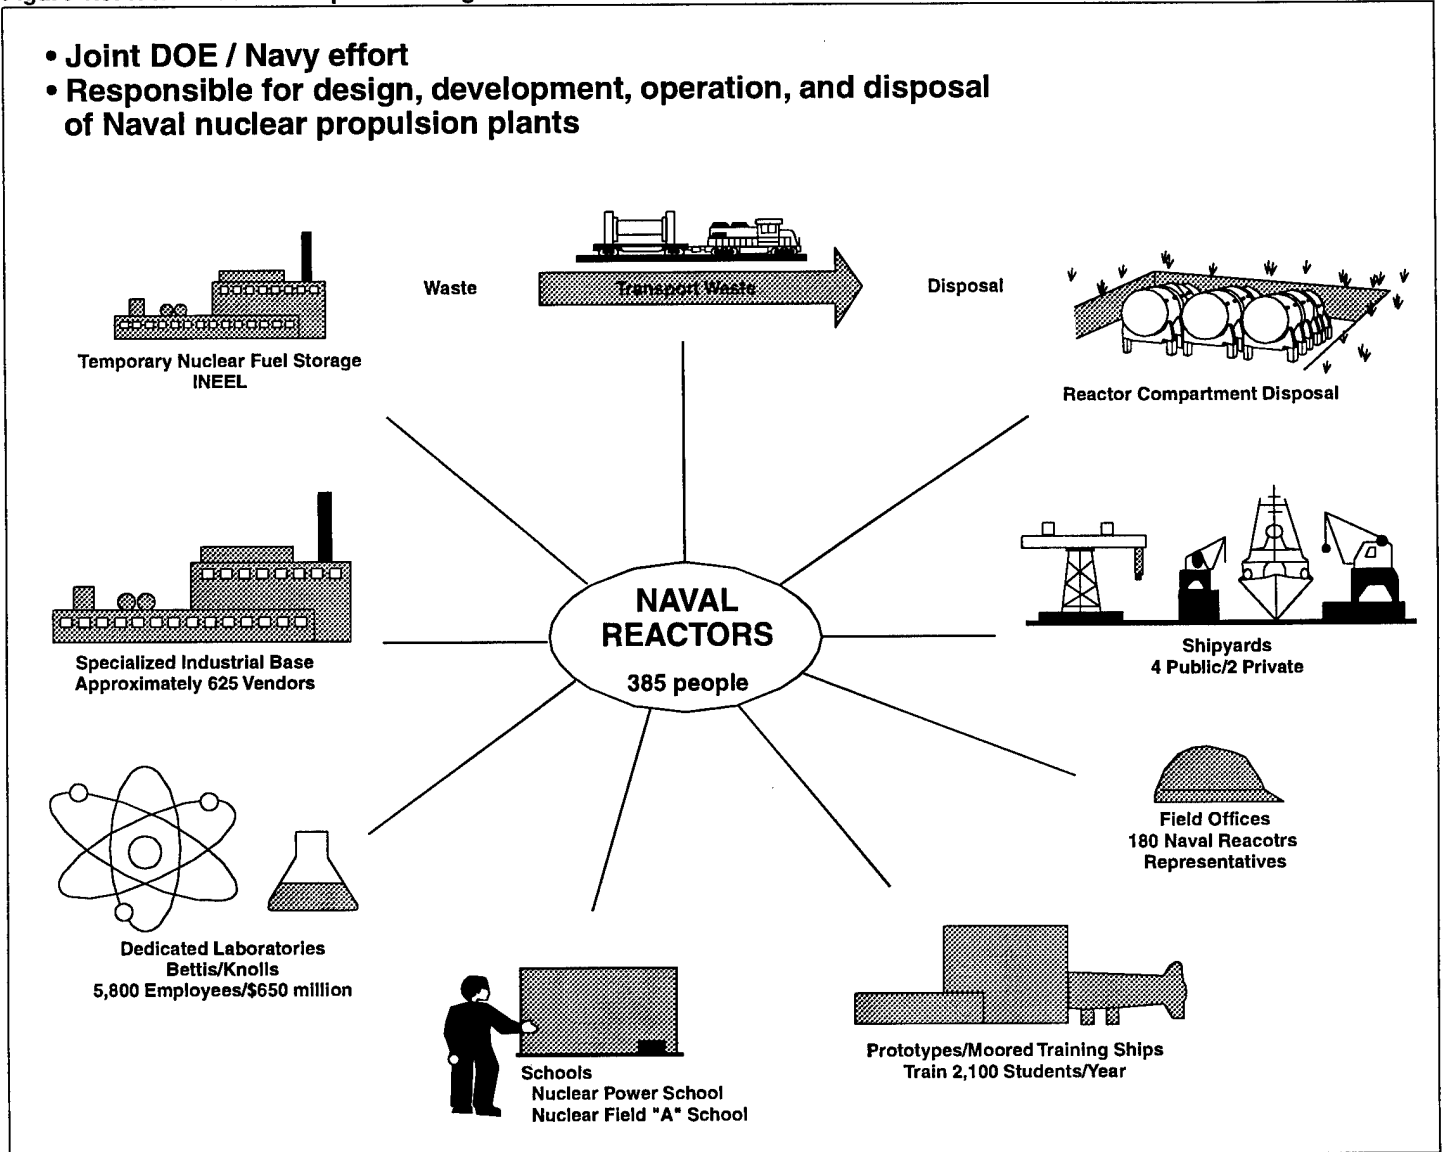 • Joint DOE / Navy effort
• Responsible for design, development, operation, and disposal
of Naval nuclear propulsion plants
Waste
Transport Waste
Disposal
Temporary Nuclear Fuel Storage
INEEL
Reactor Compartment Disposal
NAVAL
REACTORS
385 people
Specialized Industrial Base
Approximately 625 Vendors
Shipyards
4 Public/2 Private
Field Offices
180 Naval Reacotrs
Representatives
Dedicated Laboratories
Bettis/Knolls
5,800 Employees/$650 million
Schools
Nuclear Power School
Nuclear Field "A" School
Prototypes/Moored Training Ships
Train 2,100 Students/Year